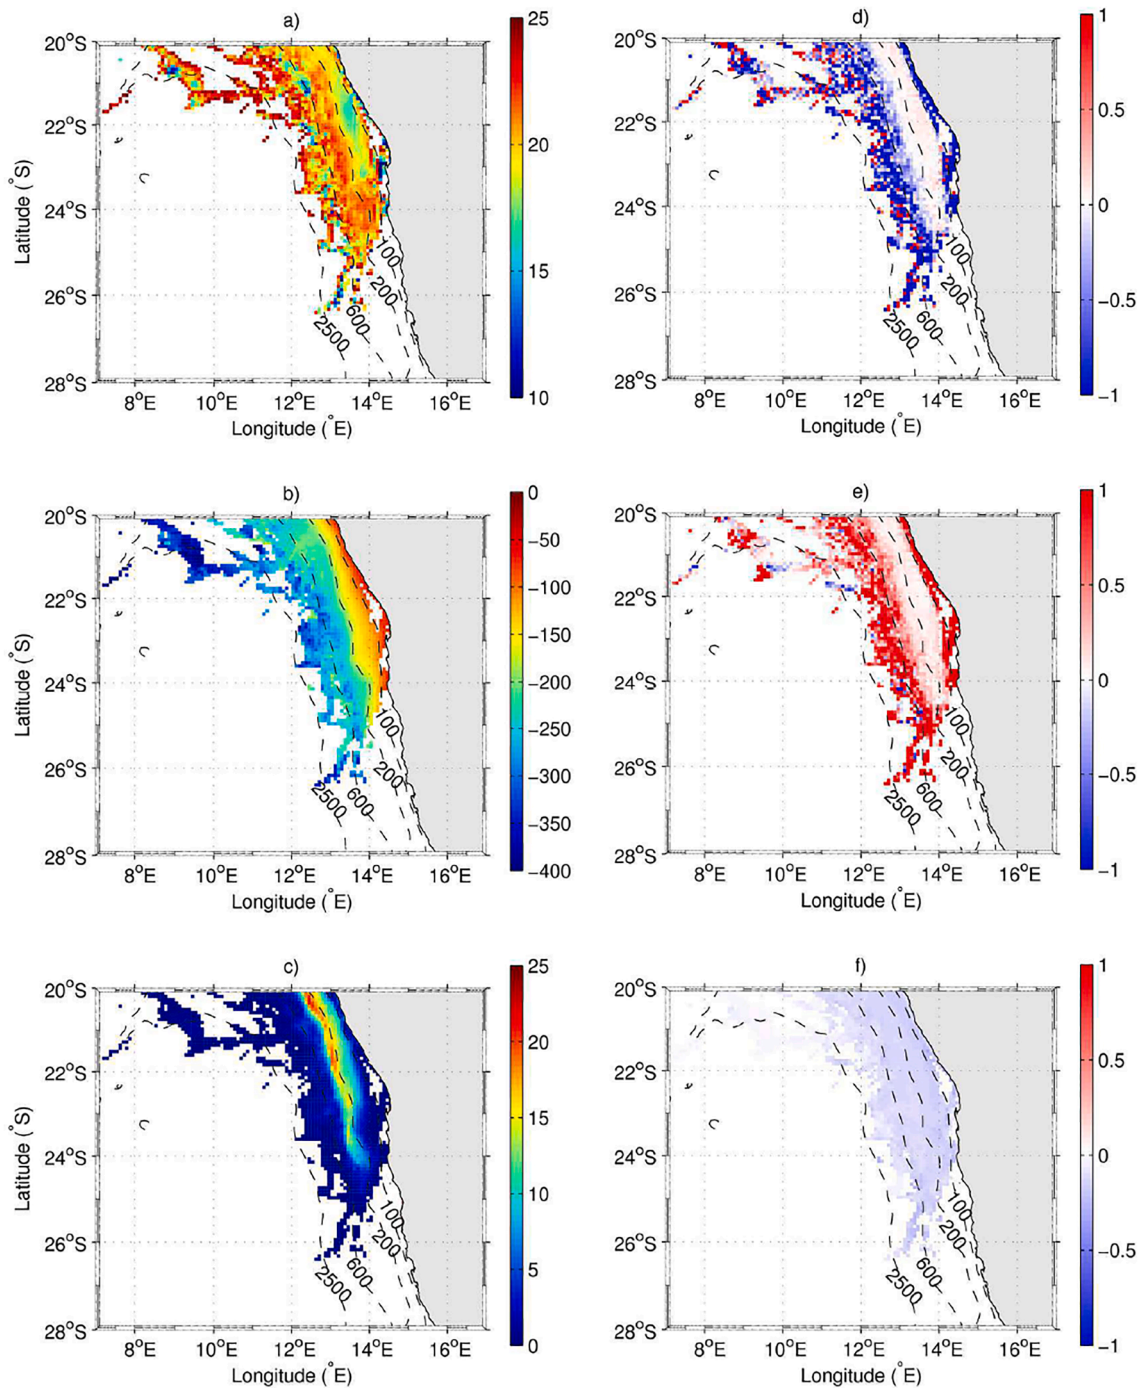 a)
20°S
22°S
24°S
26°S
28°S
Latitude (°S)
8°E 10°E 12°E 14°E 16°E
Longitude (°E)
100
200
600
2500
25
20
15
10
d)
20°S
22°S
24°S
26°S
28°S
8°E 10°E 12°E 14°E 16°E
Longitude (°E)
100
200
600
2500
1
0.5
0
−0.5
−1
b)
20°S
22°S
24°S
26°S
28°S
Latitude (°S)
8°E 10°E 12°E 14°E 16°E
Longitude (°E)
100
200
600
2500
0
−50
−100
−150
−200
−250
−300
−350
−400
e)
20°S
22°S
24°S
26°S
28°S
8°E 10°E 12°E 14°E 16°E
Longitude (°E)
100
200
600
2500
1
0.5
0
−0.5
−1
c)
20°S
22°S
24°S
26°S
28°S
Latitude (°S)
8°E 10°E 12°E 14°E 16°E
Longitude (°E)
100
200
600
2500
25
20
15
10
5
0
f)
20°S
22°S
24°S
26°S
28°S
8°E 10°E 12°E 14°E 16°E
Longitude (°E)
100
200
600
2500
1
0.5
0
−0.5
−1